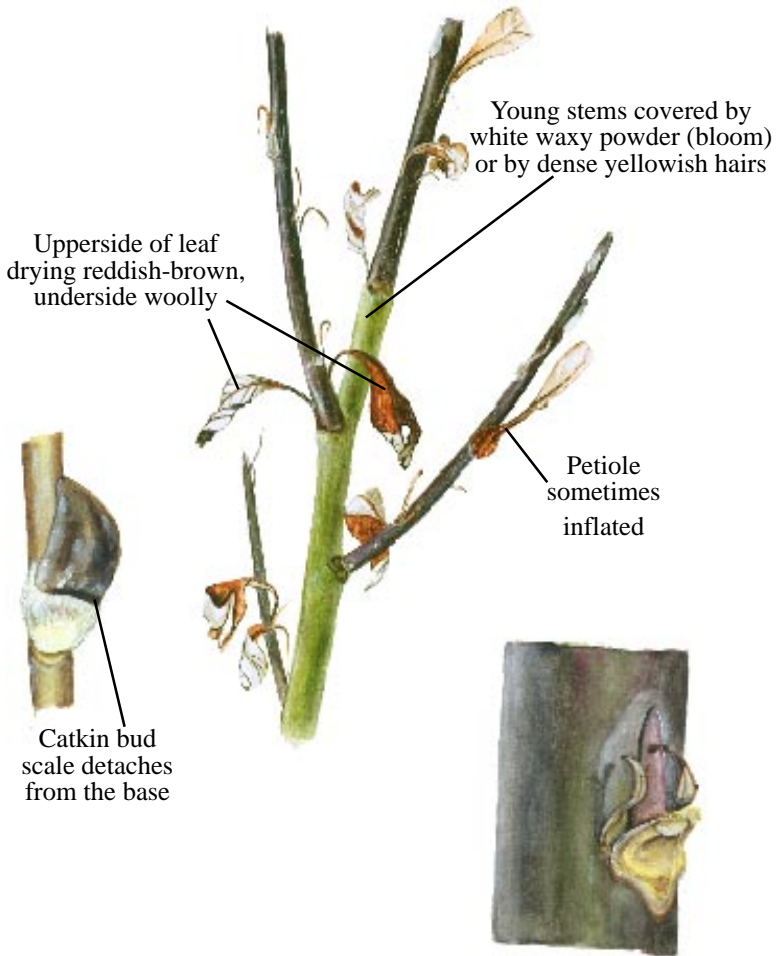 Young stems covered by
white waxy powder (bloom)
or by dense yellowish hairs
Upperside of leaf
drying reddish-brown,
underside woolly
Petiole
sometimes
inflated
Catkin bud
scale detaches
from the base